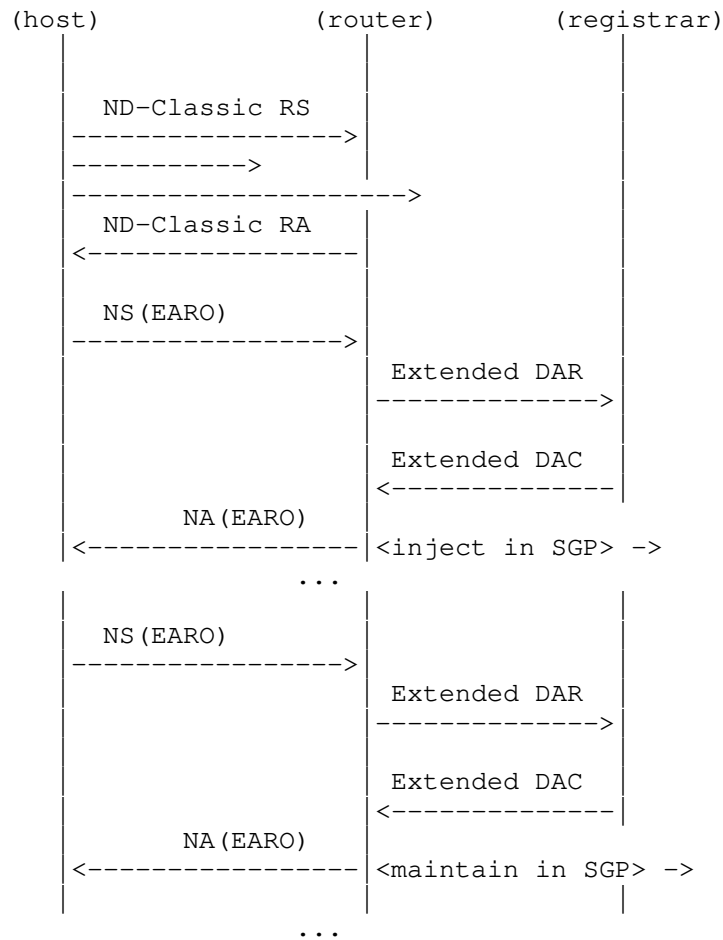 (host) (router) (registrar)
ND-Classic RS
ND-Classic RA
NS(EARO)
Extended DAR
Extended DAC
NA(EARO)
<inject in SGP> ->
...
NS(EARO)
Extended DAR
Extended DAC
NA(EARO)
<maintain in SGP> ->
...